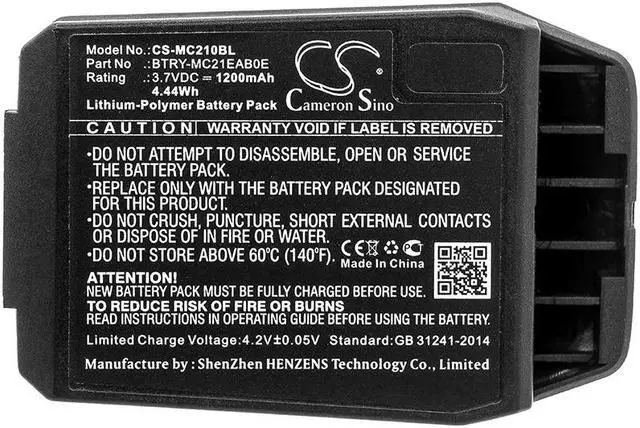 Model No.: CS-MC210BL
Part No. : BTRY-MC21EAB0E
Rating : 3.7VDC 1200mAh
4.44Wh
Lithium-Polymer Battery Pack
CS
Cameron Sino
CAUTION WARRANTY VOID IF LABEL IS REMOVED
•DO NOT ATTEMPT TO DISASSEMBLE, OPEN OR SERVICE
THE BATTERY PACK.
•REPLACE ONLY WITH THE BATTERY PACK DESIGNATED
FOR THIS PRODUCT.
•DO NOT CRUSH, PUNCTURE, SHORT EXTERNAL CONTACTS
OR DISPOSE OF IN FIRE OR WATER.
•DO NOT STORE ABOVE 60°C (140°F).
CE
Made In China
ATTENTION!
NEW BATTERY PACK MUST BE FULLY CHARGED BEFORE USE.
TO REDUCE RISK OF FIRE OR BURNS
READ INSTRUCTIONS IN OPERATING GUIDE BEFORE USING BATTERY PACK.
Limited Charge Voltage:4.2V±0.05V Standard:GB 31241-2014
Manufacture by : ShenZhen HENZENS Technology Co., Limited.